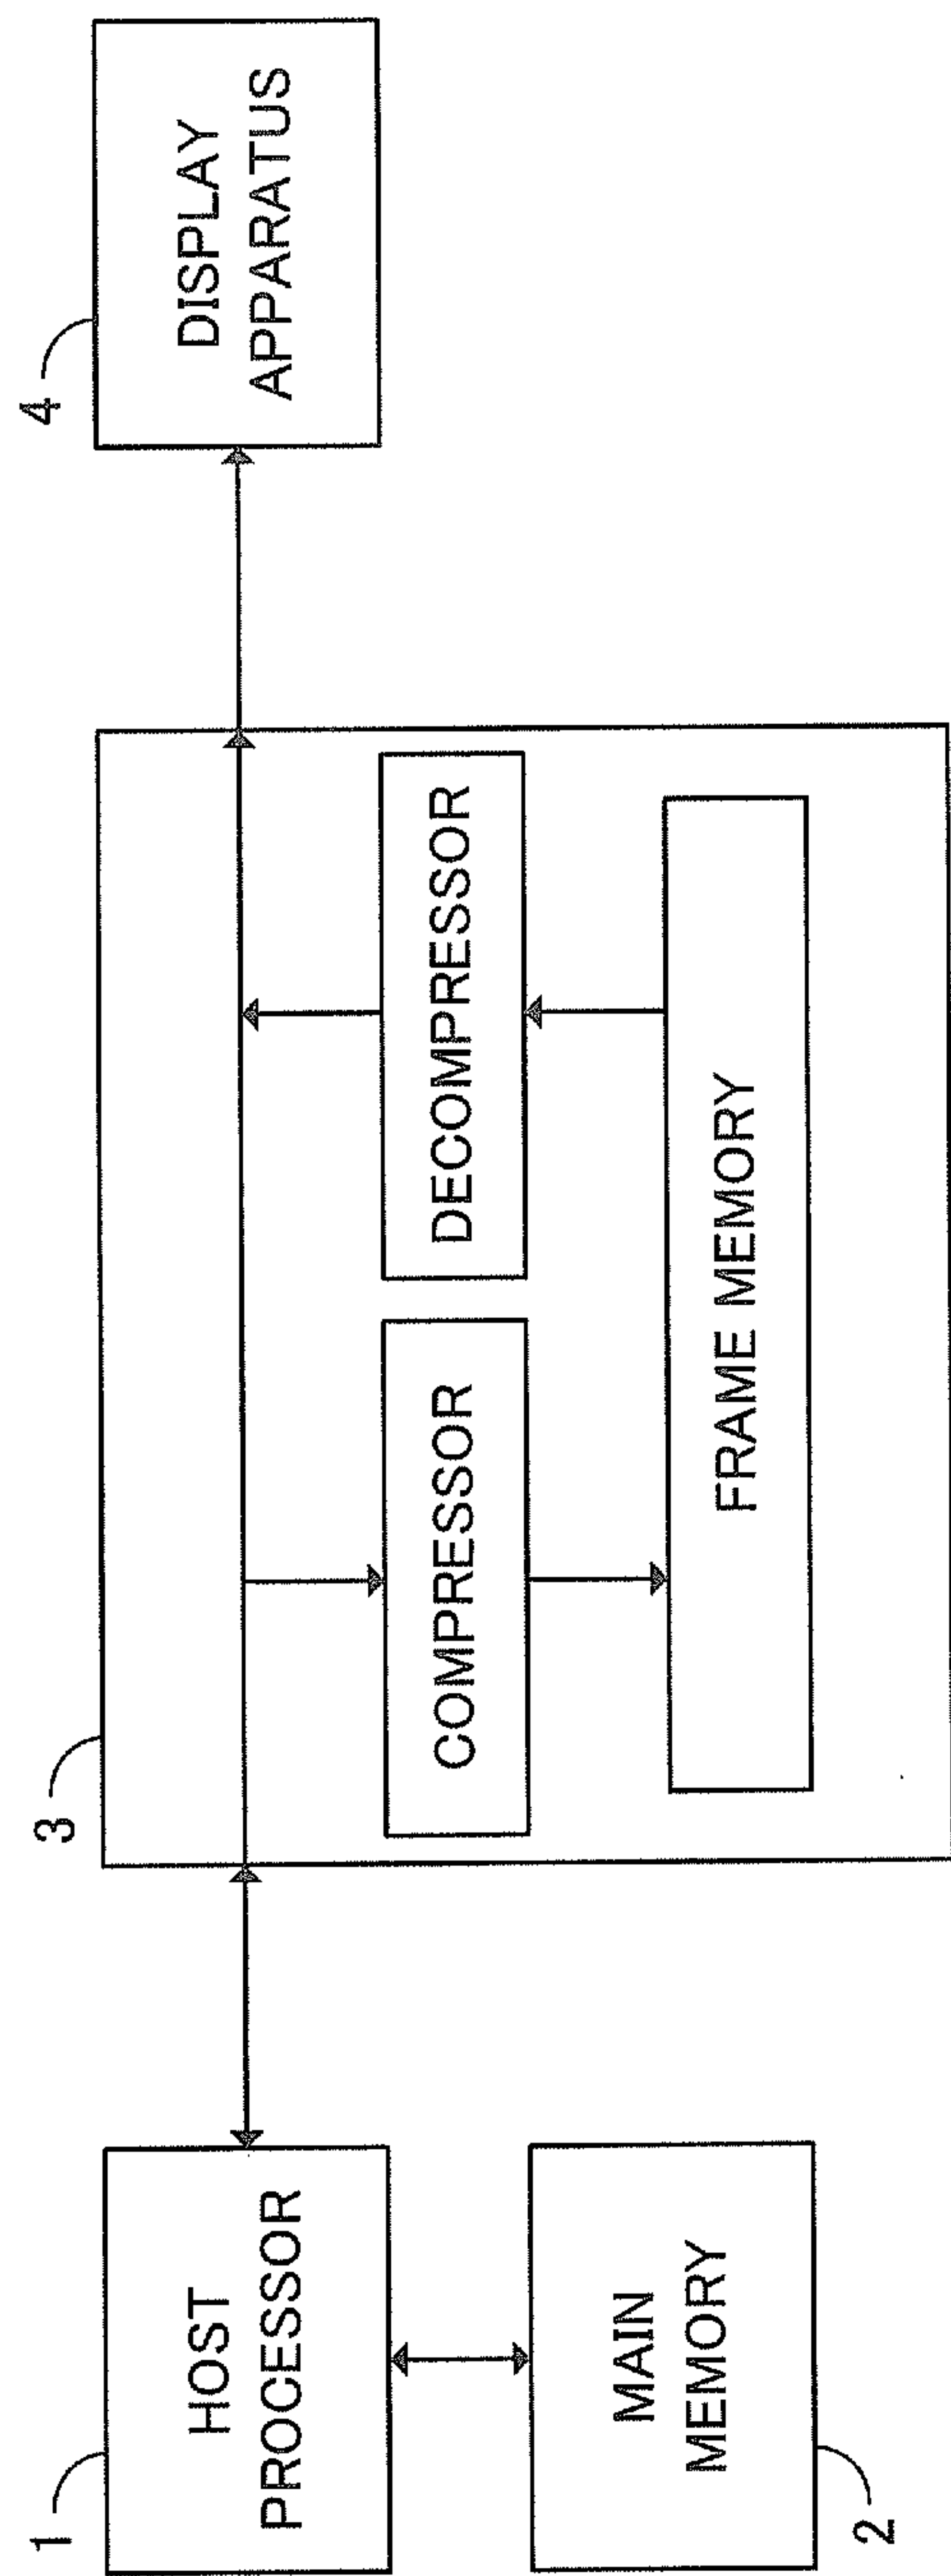 1
HOST
PROCESSOR
MAIN
MEMORY
2
3
COMPRESSOR
DECOMPRESSOR
FRAME MEMORY
4
DISPLAY
APPARATUS